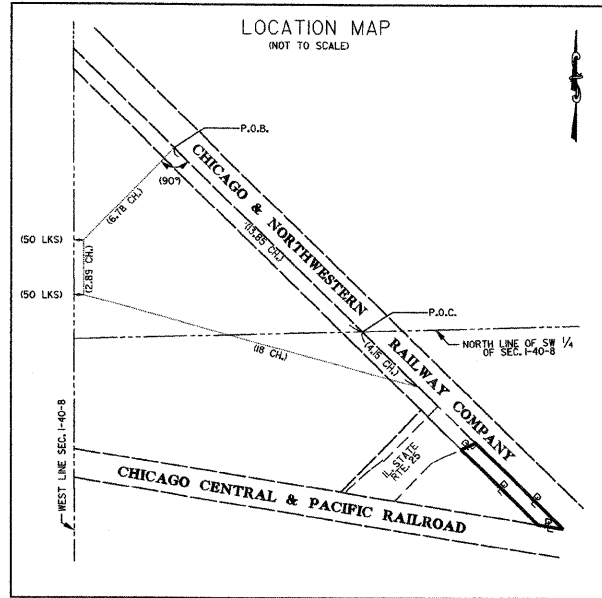 LOCATION MAP
(NOT TO SCALE)
P.O.B.
(90°)
CHICAGO & NORTHWESTERN
RAILWAY COMPANY
(6.78 CH.)
(13.85 CH.)
(50 LKS)
(2.89 CH.)
(50 LKS)
P.O.C.
(18 CH.)
(4.15 CH.)
NORTH LINE OF SW 1/4
OF SEC. 1-40-8
WEST LINE SEC. 1-40-8
IL. STATE
RTE. 25
CHICAGO CENTRAL & PACIFIC RAILROAD